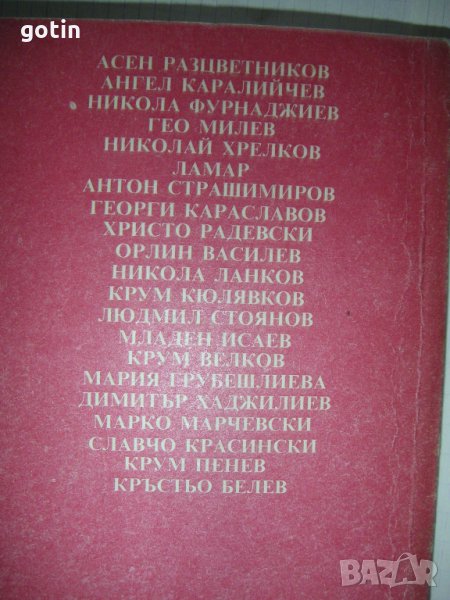 gotin
АСЕН РАЗЦВЕТНИКОВ
АНГЕЛ КАРАЛИЙЧЕВ
НИКОЛА ФУРНАДЖИЕВ
ГЕО МИЛЕВ
НИКОЛАЙ ХРЕЛКОВ
ЛАМАР
АНТОН СТРАШИМИРОВ
ГЕОРГИ КАРАСЛАВОВ
ХРИСТО РАДЕВСКИ
ОРЛИН ВАСИЛЕВ
НИКОЛА ЛАНКОВ
КРУМ КЮЛЯВКОВ
ЛЮДМИЛ СТОЯНОВ
МЛАДЕН ИСАЕВ
КРУМ ВЕЛКОВ
МАРИЯ ГРУБЕШЛИЕВА
ДИМИТЪР ХАДЖИЛИЕВ
МАРКО МАРЧЕВСКИ
СЛАВЧО КРАСИНСКИ
КРУМ ПЕНЕВ
КРЪСТЬО БЕЛЕВ
BAZAR